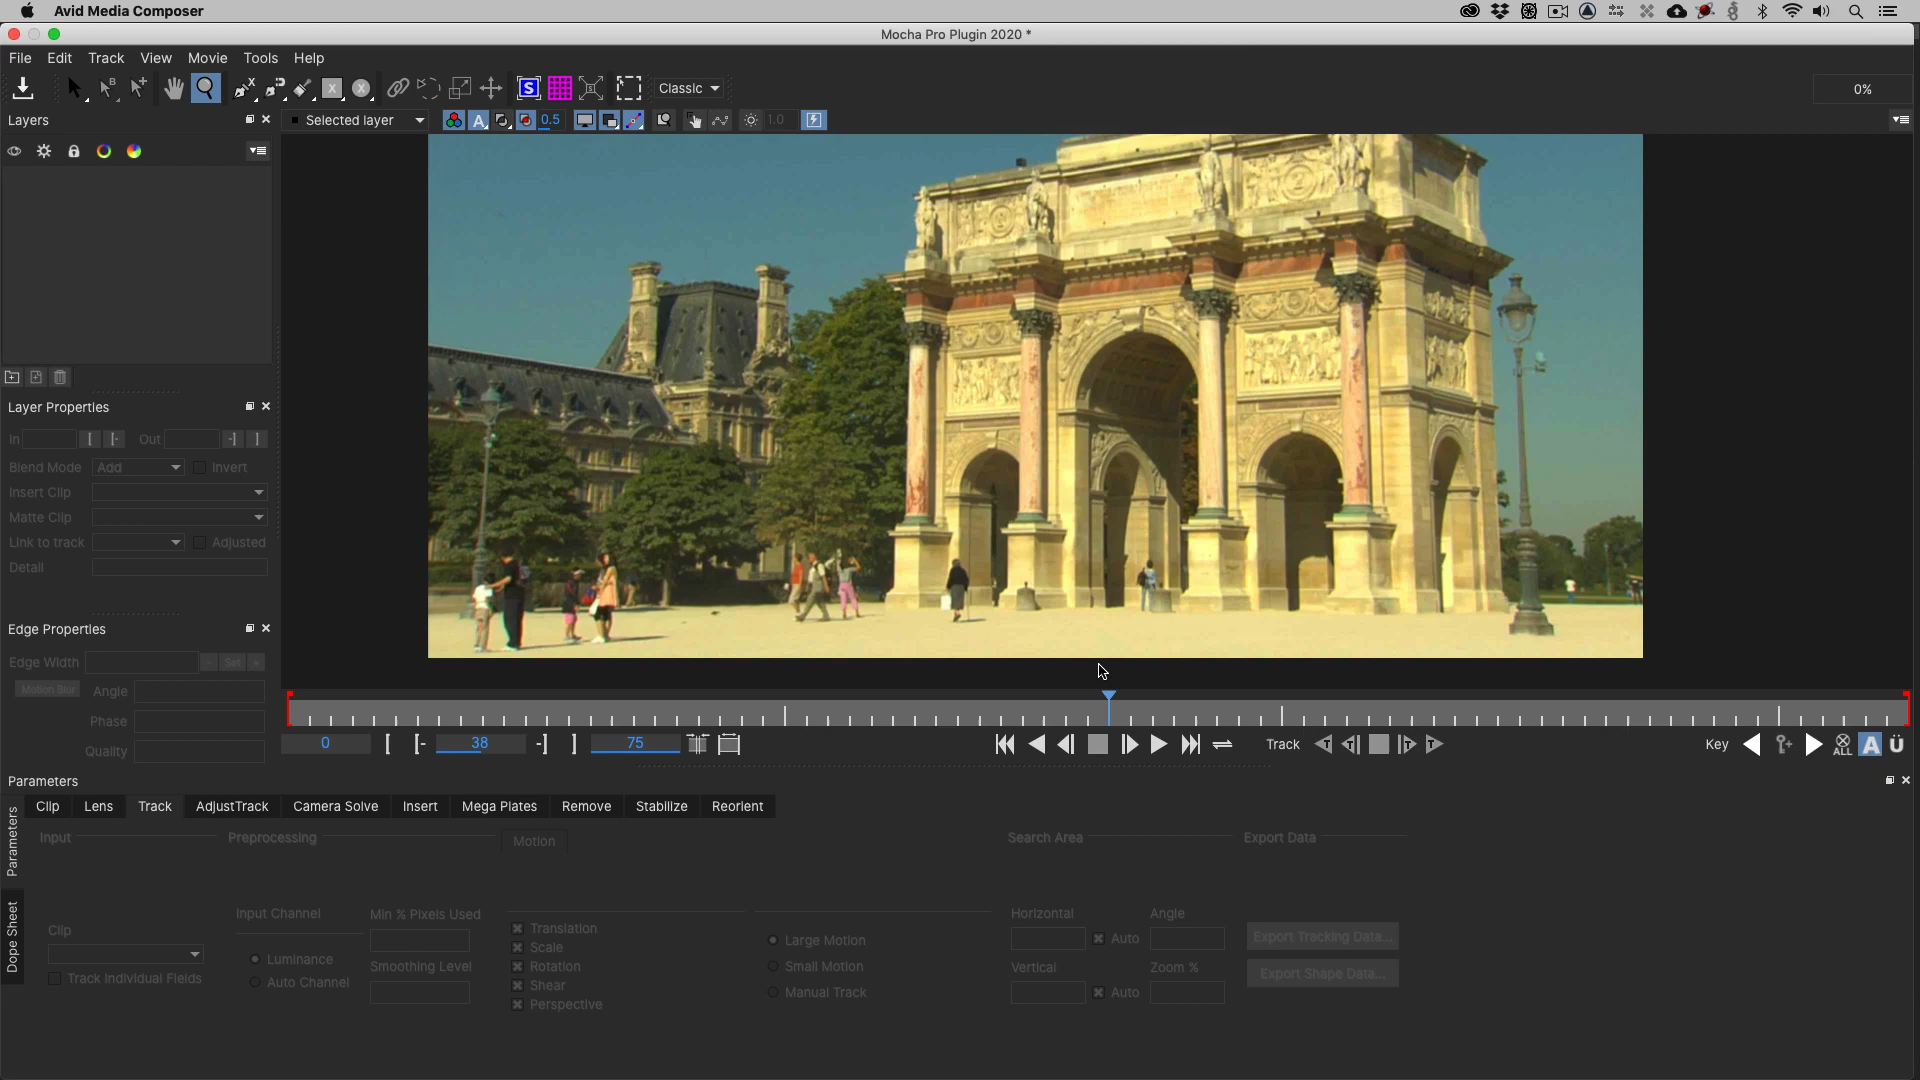 Avid Media Composer
Mocha Pro Plugin 2020 *
File Edit Track View Movie Tools Help
Classic
0%
Layers
Selected layer
0.5
1.0
Layer Properties
In Out
Blend Mode Add Invert
Insert Clip
Matte Clip
Link to track Adjusted
Detail
Edge Properties
Edge Width - Set +
Motion Blur Angle
Phase
Quality
0 38 75
Track
Key
ALL
A
Ü
Parameters
Clip Lens Track AdjustTrack Camera Solve Insert Mega Plates Remove Stabilize Reorient
Parameters
Dope Sheet
Input Preprocessing Motion Search Area Export Data
Input Channel Min % Pixels Used Horizontal Angle
Clip
Translation
Scale
Rotation
Shear
Perspective
Luminance
Auto Channel
Smoothing Level
Track Individual Fields
Large Motion
Small Motion
Manual Track
Auto
Vertical Zoom %
Auto
Export Tracking Data...
Export Shape Data...